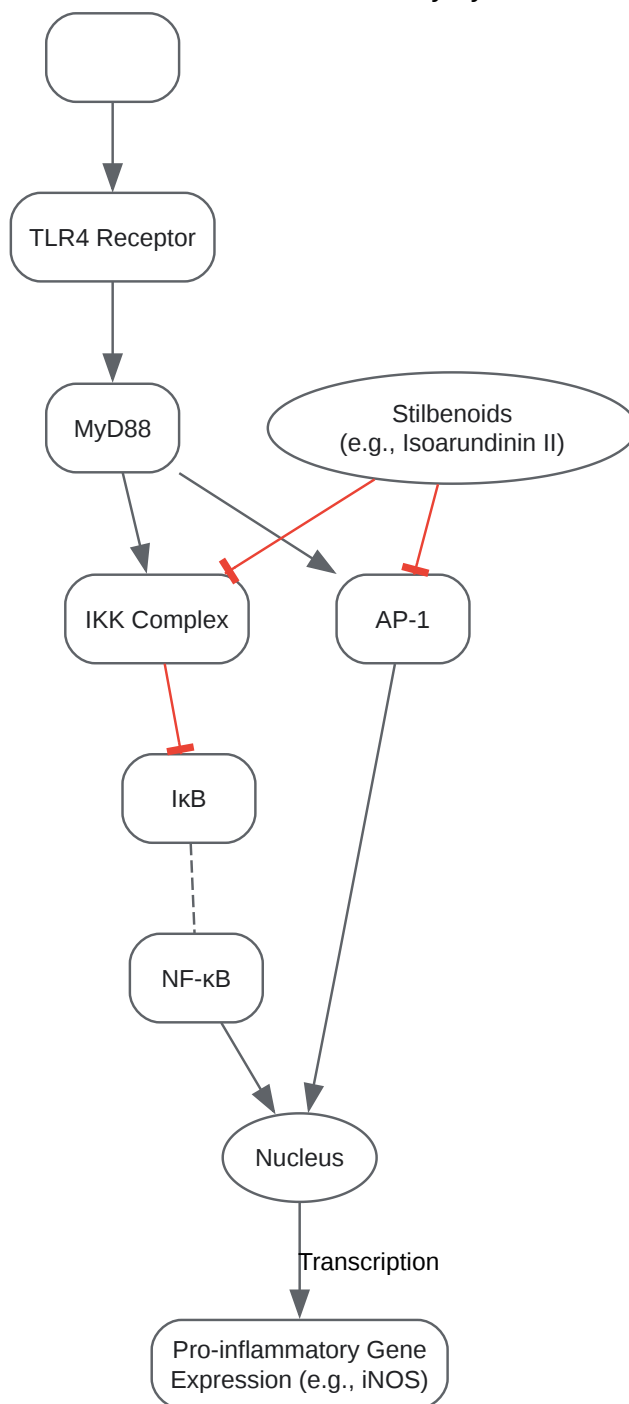 TLR4 Receptor
MyD88
Stilbenoids
(e.g., Isoarundinin II)
IKK Complex
AP-1
IκB
NF-κB
Nucleus
Transcription
Pro-inflammatory Gene
Expression (e.g., iNOS)